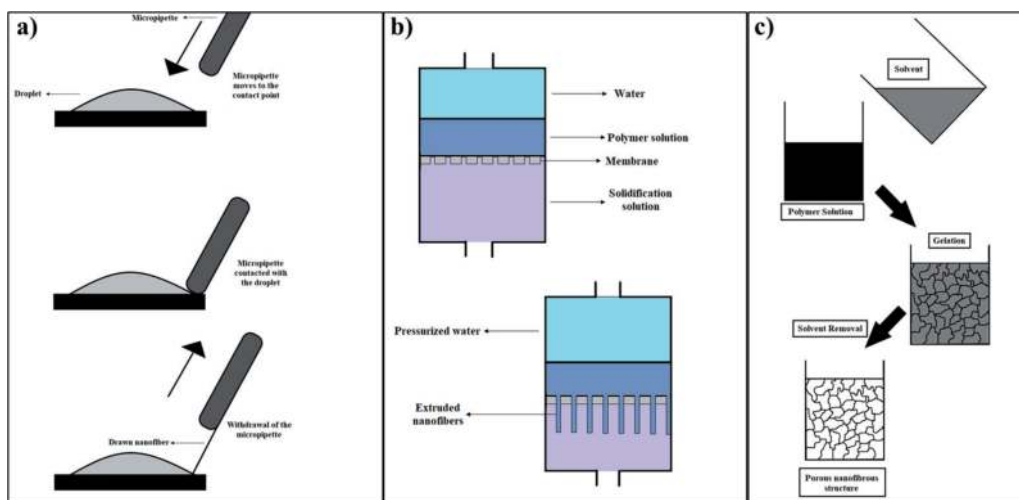 a)
Micropipette
Micropipette
moves to the
contact point
Droplet
Micropipette
contacted with
the droplet
Withdrawal of the
micropipette
Drawn nanofiber
b)
Water
Polymer solution
Membrane
Solidification
solution
Pressurized water
Extruded
nanofibers
c)
Solvent
Polymer Solution
Gelation
Solvent Removal
Porous nanofibrous
structure